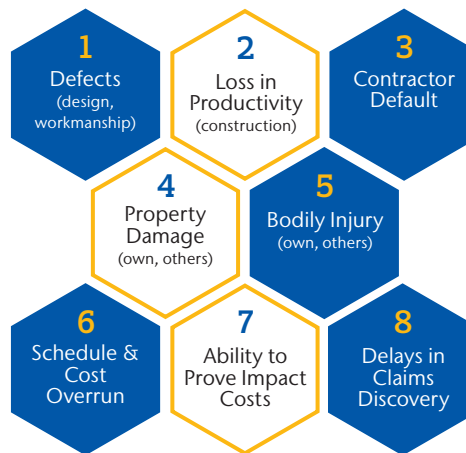 1
Defects
(design,
workmanship)
2
Loss in
Productivity
(construction)
3
Contractor
Default
4
Property
Damage
(own, others)
5
Bodily Injury
(own, others)
6
Schedule &
Cost
Overrun
7
Ability to
Prove Impact
Costs
8
Delays in
Claims
Discovery